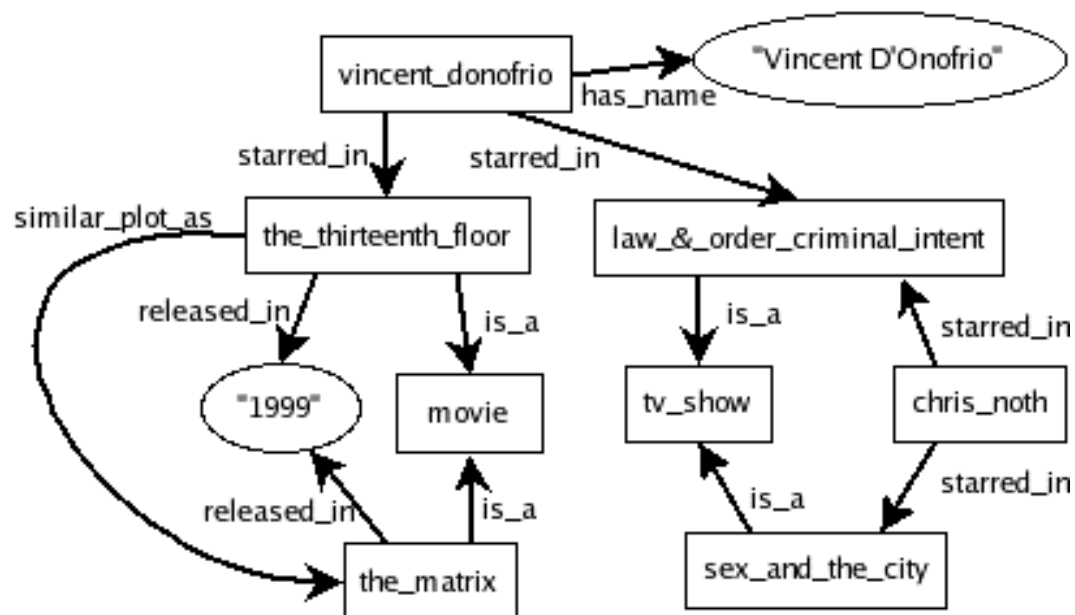 "Vincent D'Onofrio"
vincent_donofrio
has_name
starred_in
starred_in
similar_plot_as
the_thirteenth_floor
law_&_order_criminal_intent
released_in
is_a
is_a
starred_in
"1999"
movie
tv_show
chris_noth
released_in
is_a
is_a
starred_in
the_matrix
sex_and_the_city